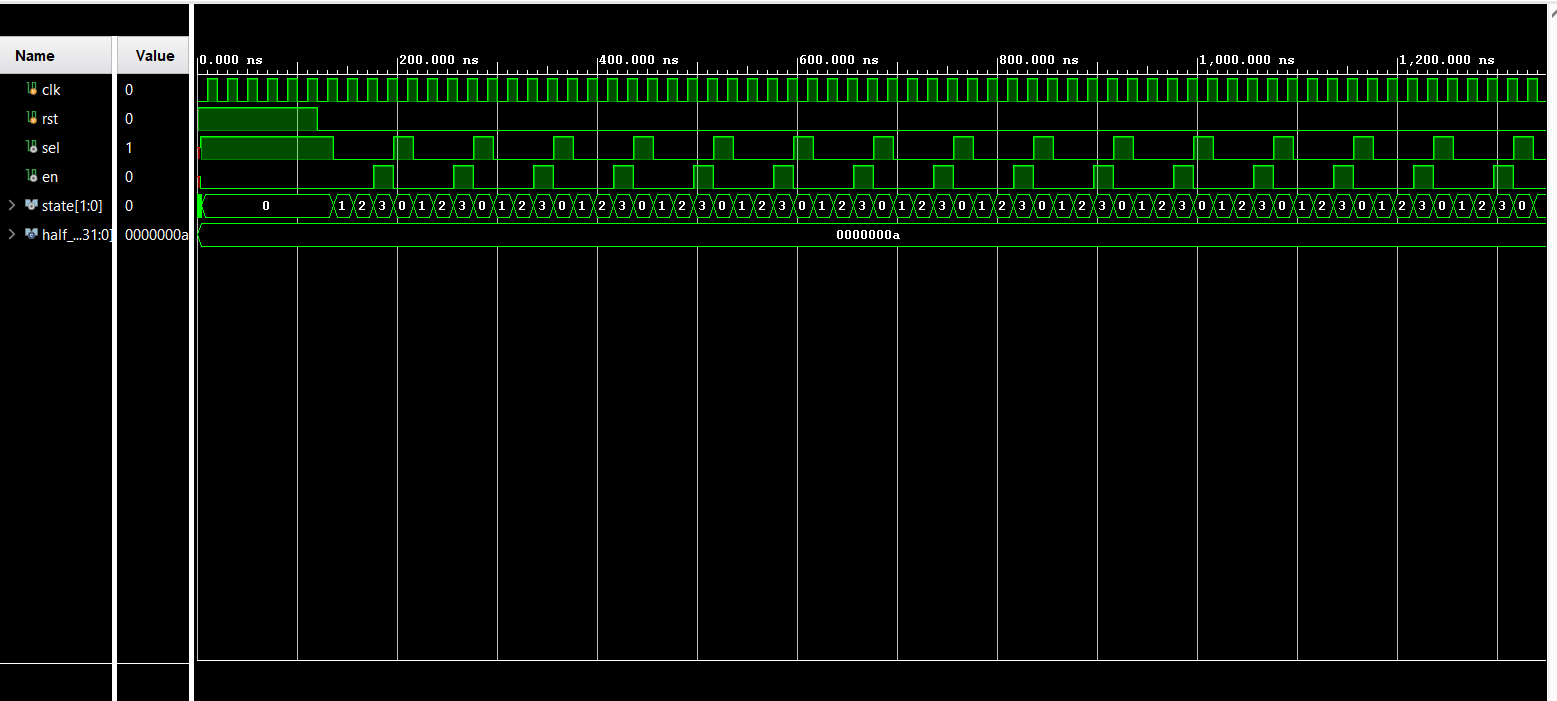 Name Value
0.000 ns 200.000 ns 400.000 ns 600.000 ns 800.000 ns 1,000.000 ns 1,200.000 ns
clk 0
rst 0
sel 1
en 0
state[1:0] 0 0 1 2 3 0 1 2 3 0 1 2 3 0 1 2 3 0 1 2 3 0 1 2 3 0 1 2 3 0 1 2 3 0 1 2 3 0 1 2 3 0 1 2 3 0 1 2 3 0 1 2 3 0 1 2 3 0 1 2 3 0
half_...31:0] 0000000a 0000000a